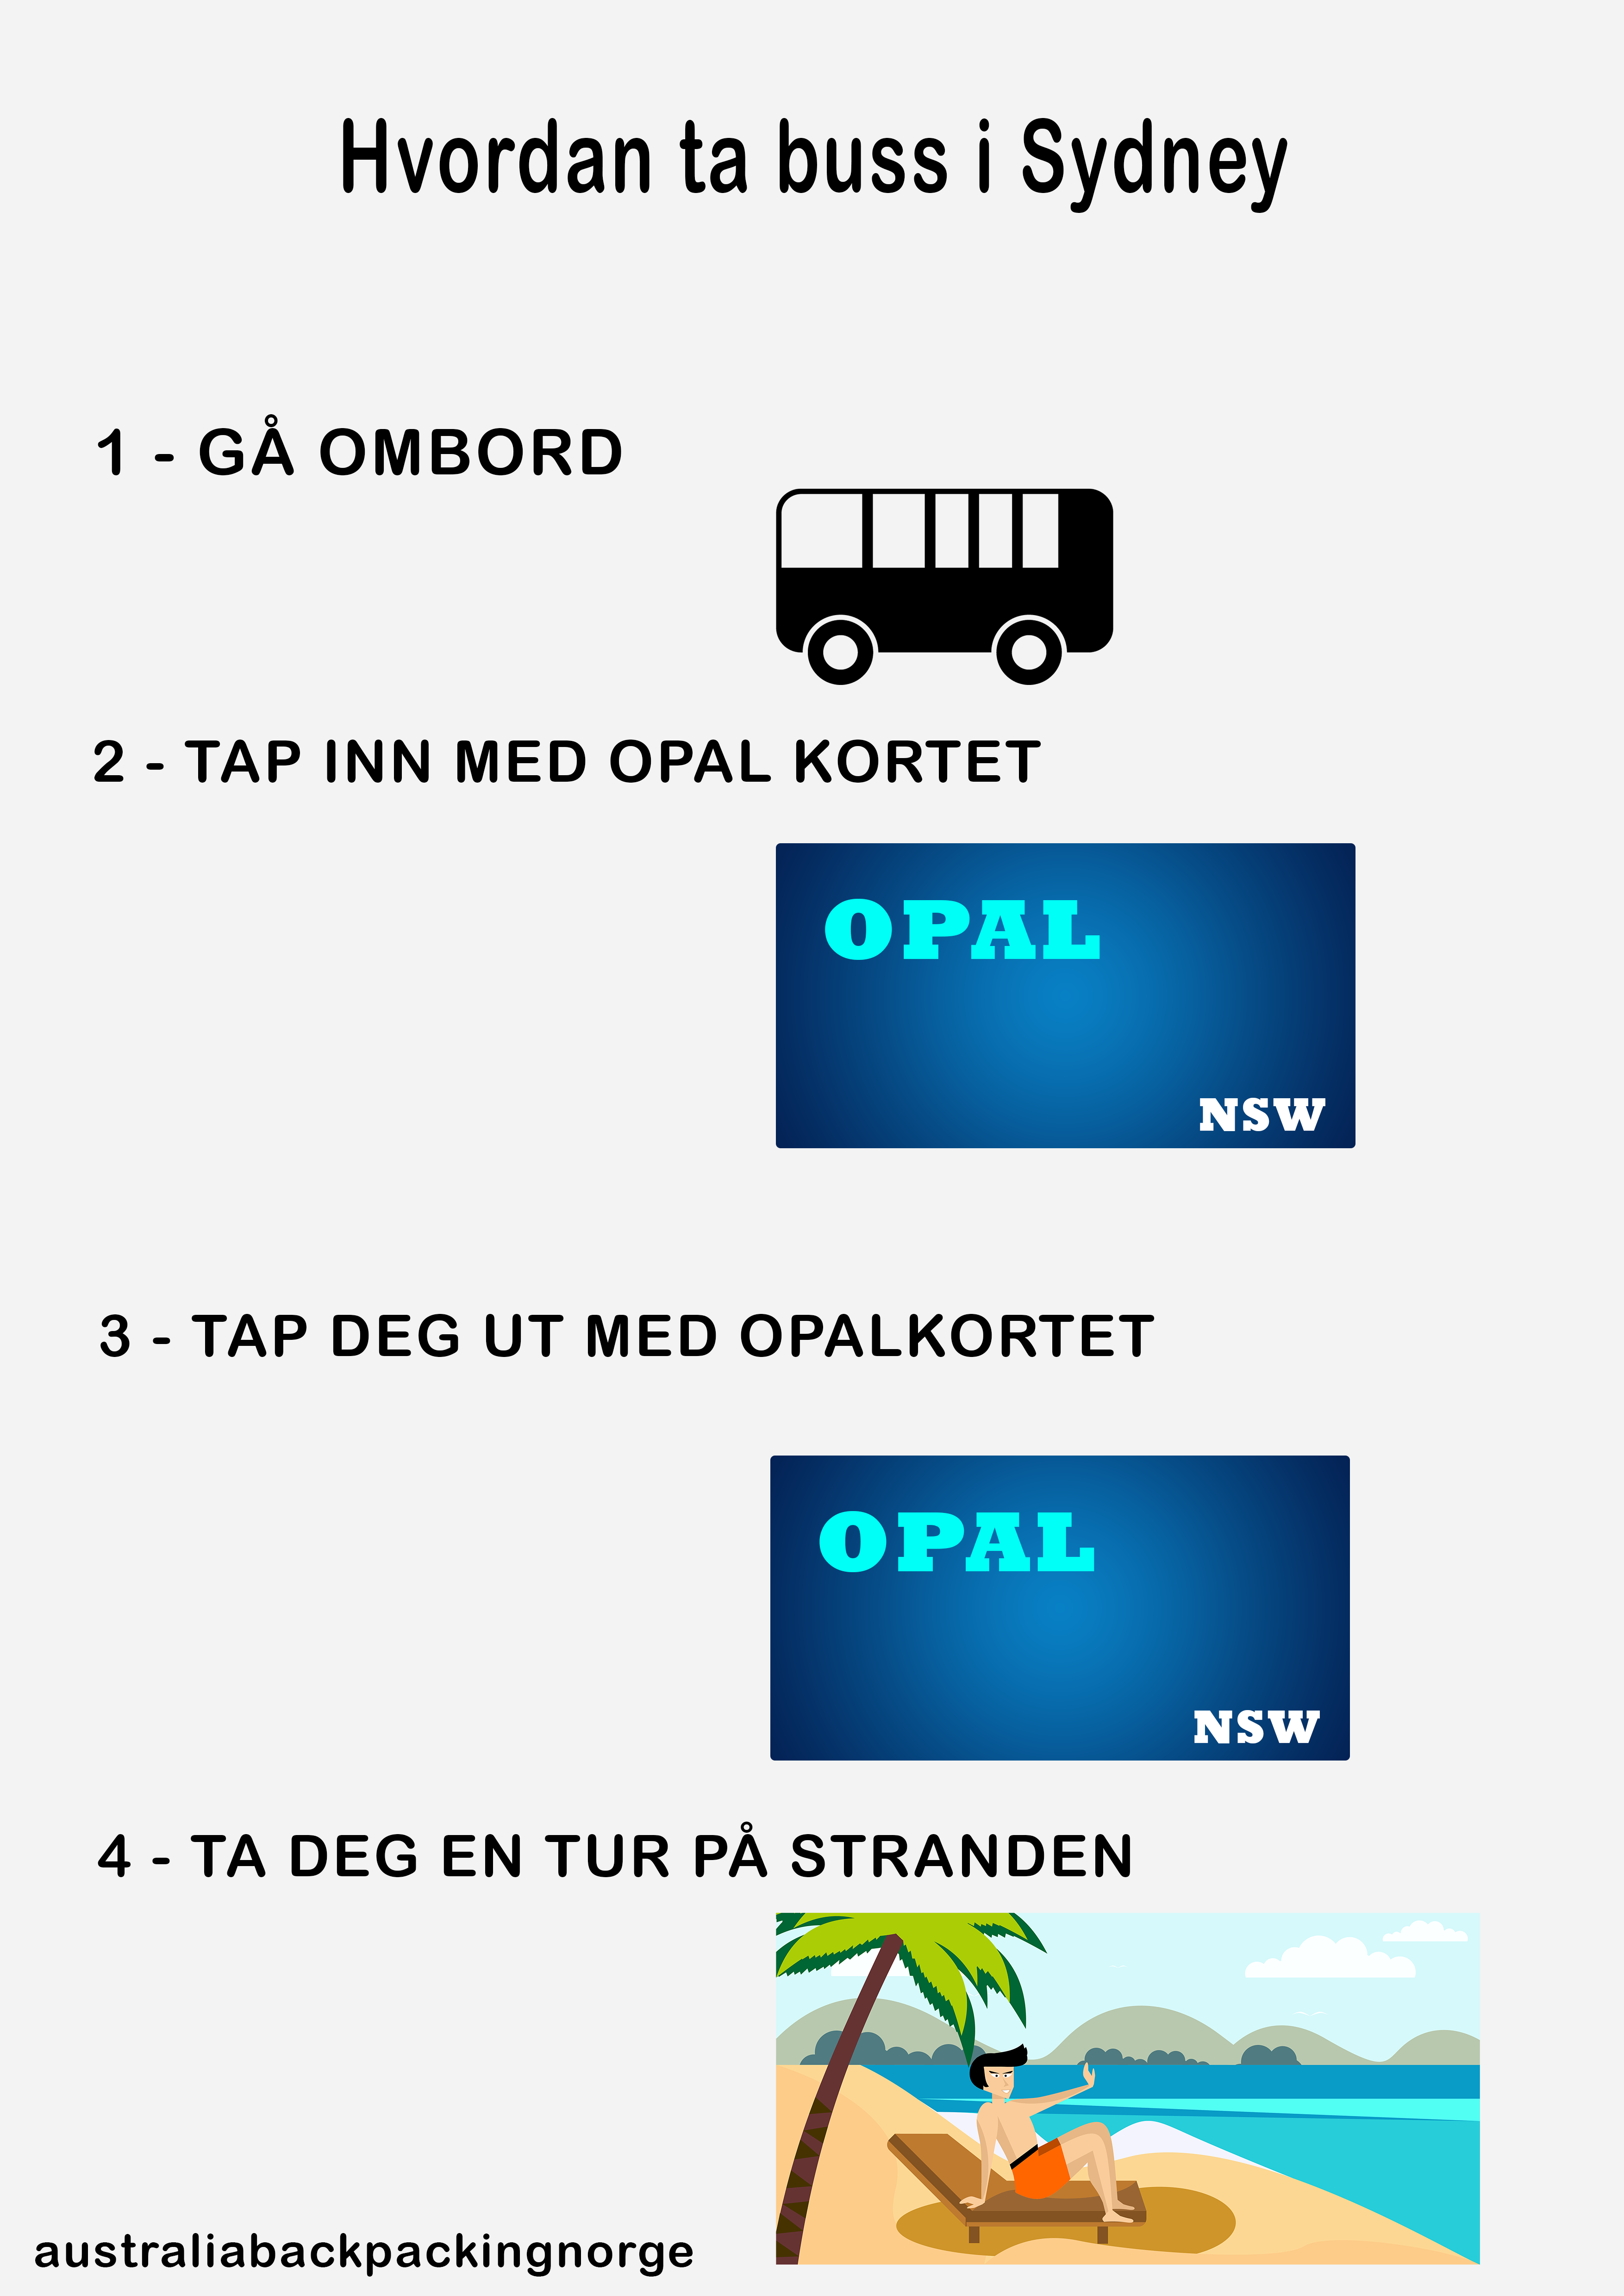 Hvordan ta buss i Sydney
1 - GÅ OMBORD
2 - TAP INN MED OPAL KORTET
OPAL
NSW
3 - TAP DEG UT MED OPALKORTET
OPAL
NSW
4 - TA DEG EN TUR PÅ STRANDEN
australiabackpackingnorge